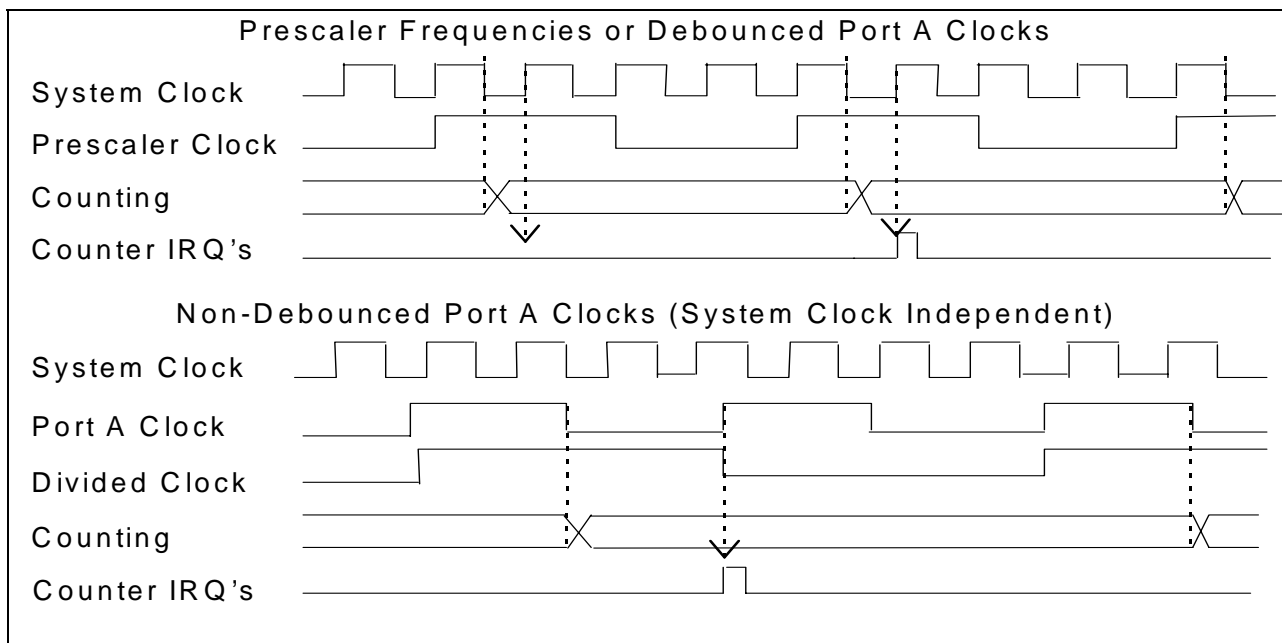 Prescaler Frequencies or Debounced Port A Clocks
System Clock
Prescaler Clock
Counting
Counter IRQ's
Non-Debounced Port A Clocks (System Clock Independent)
System Clock
Port A Clock
Divided Clock
Counting
Counter IRQ's